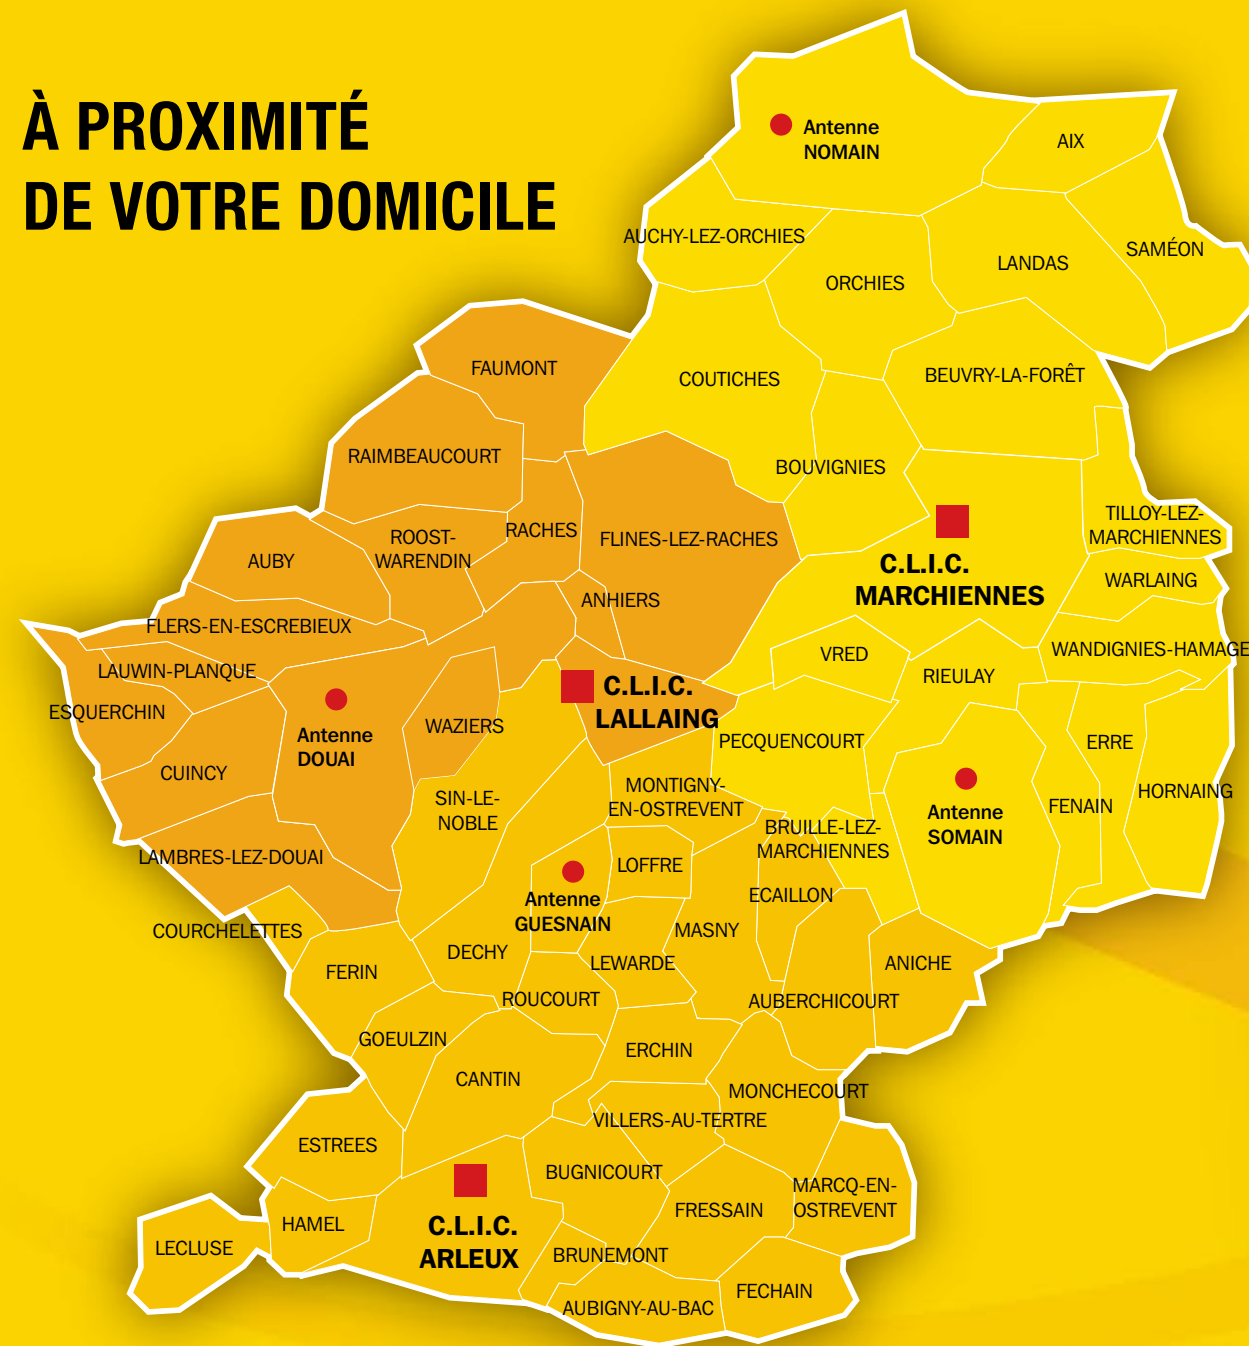 À PROXIMITÉ
DE VOTRE DOMICILE
Antenne
NOMAIN
AIX
AUCHY-LEZ-ORCHIES
SAMÉON
LANDAS
ORCHIES
FAUMONT
COUTICHES
BEUVRY-LA-FORÊT
RAIMBEAUCOURT
BOUVIGNIES
TILLOY-LEZ-
MARCHIENNES
RACHES
ROOST-
WARENDIN
FLINES-LEZ-RACHES
AUBY
C.L.I.C.
MARCHIENNES
WARLAING
ANHIERS
FLERS-EN-ESCREBIEUX
WANDIGNIES-HAMAGE
VRED
LAUWIN-PLANQUE
RIEULAY
C.L.I.C.
LALLAING
ESQUERCHIN
WAZIERS
Antenne
DOUAI
PECQUENCOURT
ERRE
CUINCY
MONTIGNY-
EN-OSTREVENT
HORNAING
SIN-LE-
NOBLE
FENAIN
Antenne
SOMAIN
BRUILLE-LEZ-
MARCHIENNES
LAMBRES-LEZ-DOUAI
LOFFRE
ECAILLON
Antenne
GUESNAIN
COURCHELETTES
MASNY
DECHY
LEWARDE
ANICHE
FERIN
ROUCOURT
AUBERCHICOURT
GOEULZIN
ERCHIN
CANTIN
MONCHECOURT
VILLERS-AU-TERTRE
ESTREES
BUGNICOURT
MARCQ-EN-
OSTREVENT
FRESSAIN
HAMEL
C.L.I.C.
ARLEUX
LECLUSE
BRUNEMONT
FECHAIN
AUBIGNY-AU-BAC